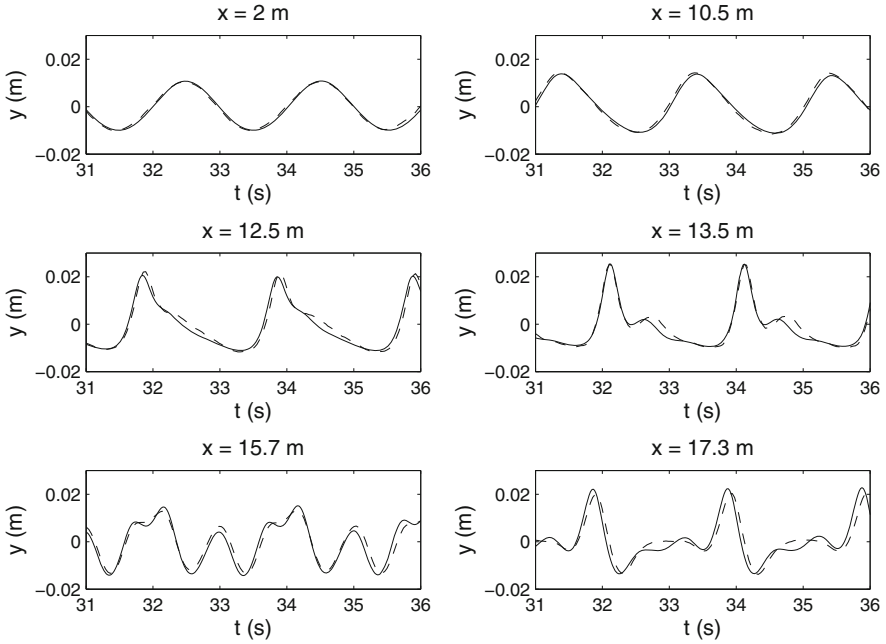 x = 2 m
x = 10.5 m
0.02
0
−0.02
y (m)
31 32 33 34 35 36
t (s)
0.02
0
−0.02
y (m)
31 32 33 34 35 36
t (s)
x = 12.5 m
x = 13.5 m
0.02
0
−0.02
y (m)
31 32 33 34 35 36
t (s)
0.02
0
−0.02
y (m)
31 32 33 34 35 36
t (s)
x = 15.7 m
x = 17.3 m
0.02
0
−0.02
y (m)
31 32 33 34 35 36
t (s)
0.02
0
−0.02
y (m)
31 32 33 34 35 36
t (s)